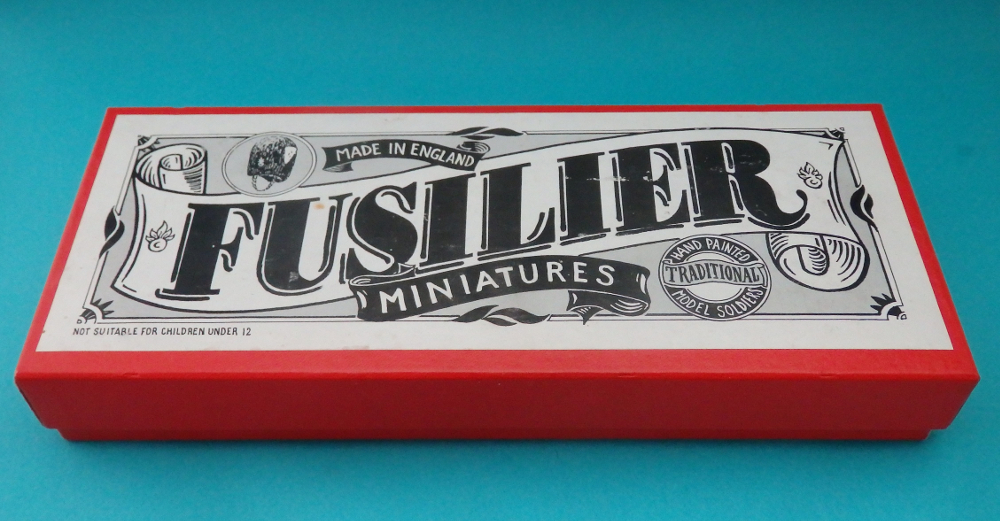 MADE IN ENGLAND
FUSILIER
MINIATURES
HAND PAINTED
TRADITIONAL
MODEL SOLDIERS
NOT SUITABLE FOR CHILDREN UNDER 12